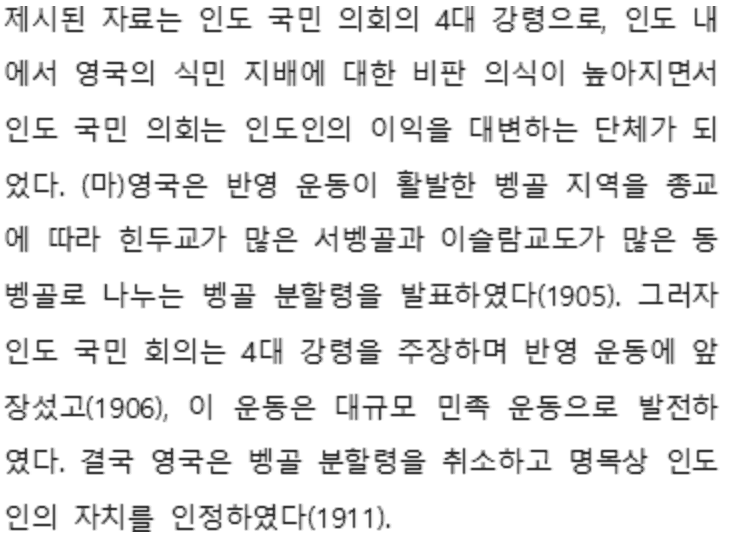 제시된 자료는 인도 국민 의회의 4대 강령으로, 인도 내
에서 영국의 식민 지배에 대한 비판 의식이 높아지면서
인도 국민 의회는 인도인의 이익을 대변하는 단체가 되
었다. (마)영국은 반영 운동이 활발한 벵골 지역을 종교
에 따라 힌두교가 많은 서벵골과 이슬람교도가 많은 동
벵골로 나누는 벵골 분할령을 발표하였다(1905). 그러자
인도 국민 회의는 4대 강령을 주장하며 반영 운동에 앞
장섰고(1906), 이 운동은 대규모 민족 운동으로 발전하
였다. 결국 영국은 벵골 분할령을 취소하고 명목상 인도
인의 자치를 인정하였다(1911).